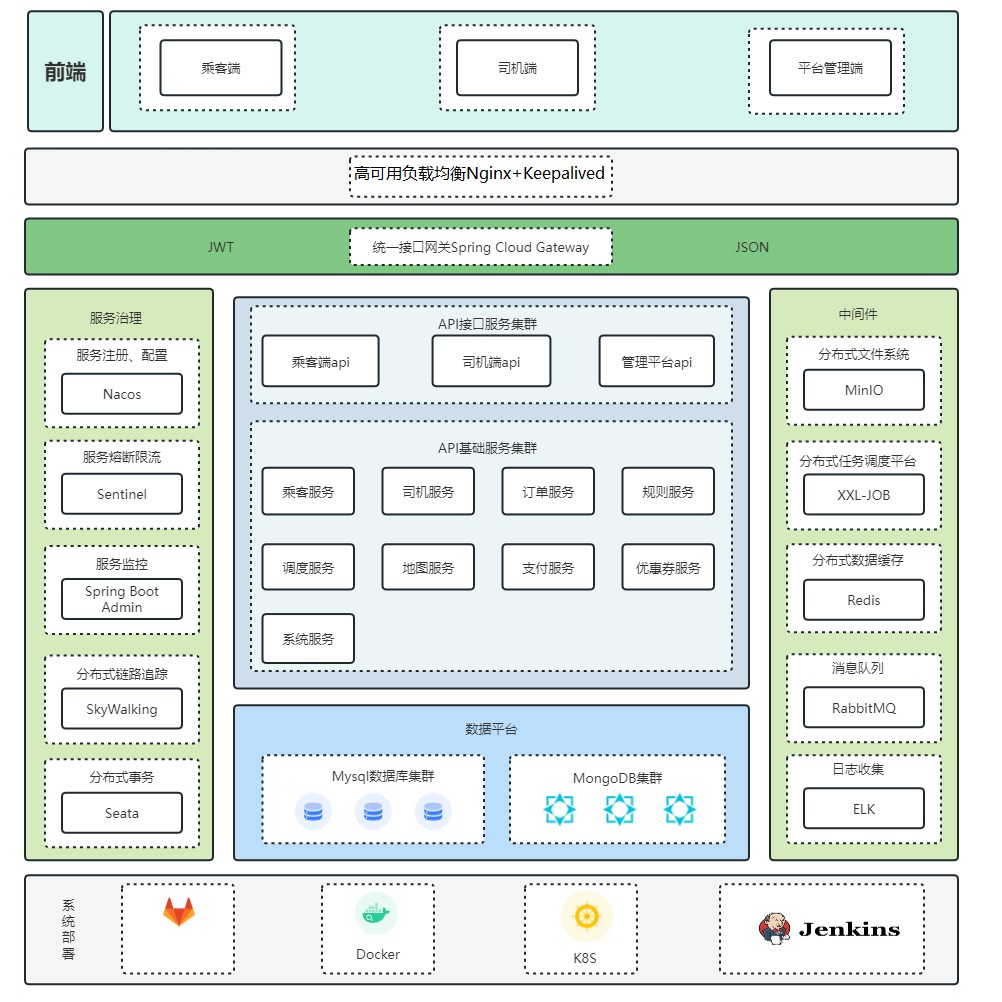 前端
乘客端
司机端
平台管理端
高可用负载均衡Nginx+Keepalived
JWT
统一接口网关Spring Cloud Gateway
JSON
服务治理
服务注册、配置
Nacos
服务熔断限流
Sentinel
服务监控
Spring Boot
Admin
分布式链路追踪
SkyWalking
分布式事务
Seata
API接口服务集群
乘客端api
司机端api
管理平台api
API基础服务集群
乘客服务
司机服务
订单服务
规则服务
调度服务
地图服务
支付服务
优惠券服务
系统服务
数据平台
Mysql数据库集群
MongoDB集群
中间件
分布式文件系统
MinIO
分布式任务调度平台
XXL-JOB
分布式数据缓存
Redis
消息队列
RabbitMQ
日志收集
ELK
系统部署
Docker
K8S
Jenkins